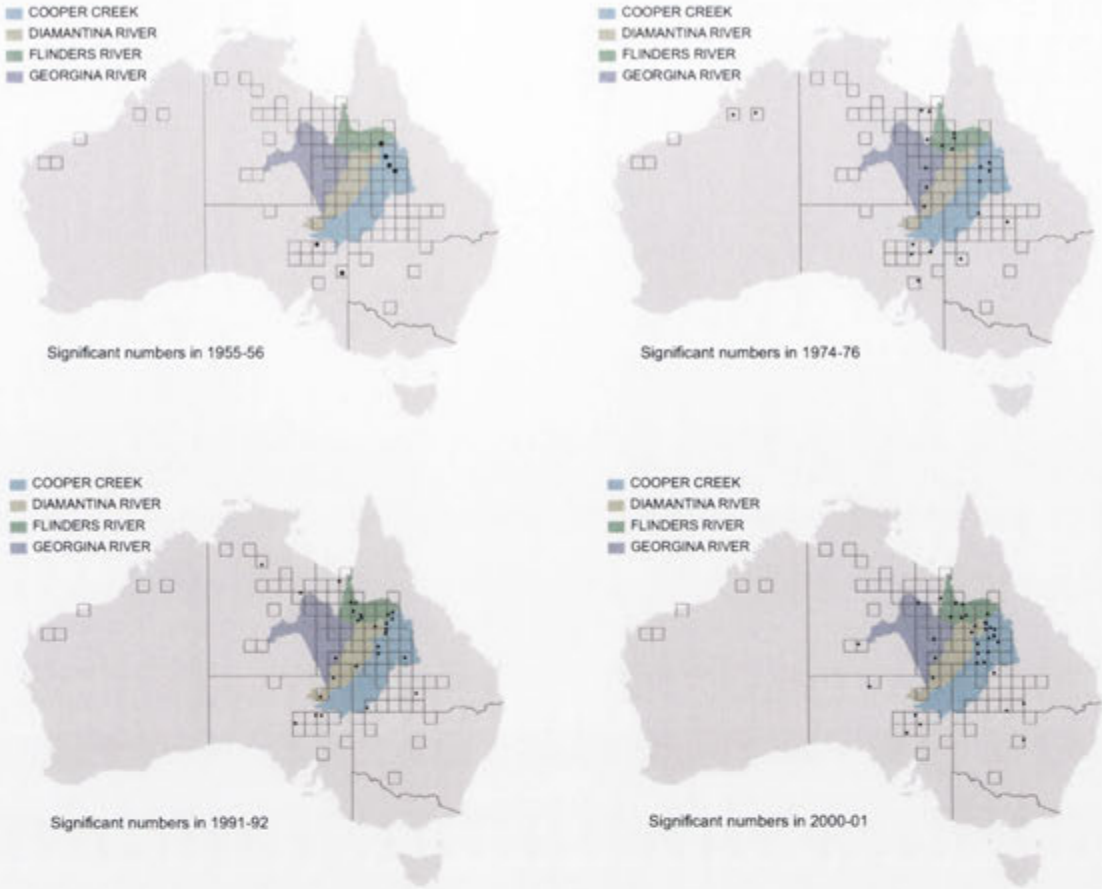 COOPER CREEK
DIAMANTINA RIVER
FLINDERS RIVER
GEORGINA RIVER
Significant numbers in 1955-56
COOPER CREEK
DIAMANTINA RIVER
FLINDERS RIVER
GEORGINA RIVER
Significant numbers in 1974-76
COOPER CREEK
DIAMANTINA RIVER
FLINDERS RIVER
GEORGINA RIVER
Significant numbers in 1991-92
COOPER CREEK
DIAMANTINA RIVER
FLINDERS RIVER
GEORGINA RIVER
Significant numbers in 2000-01